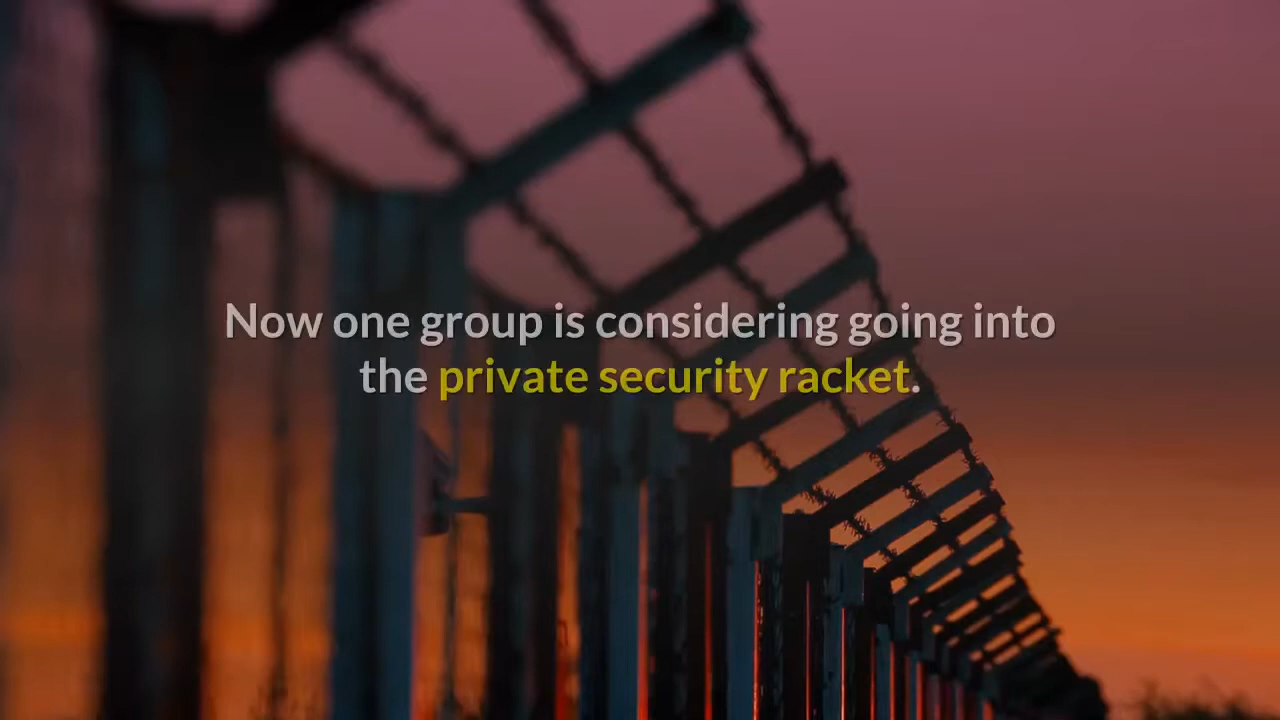 Now one group is considering going into
the private security racket.